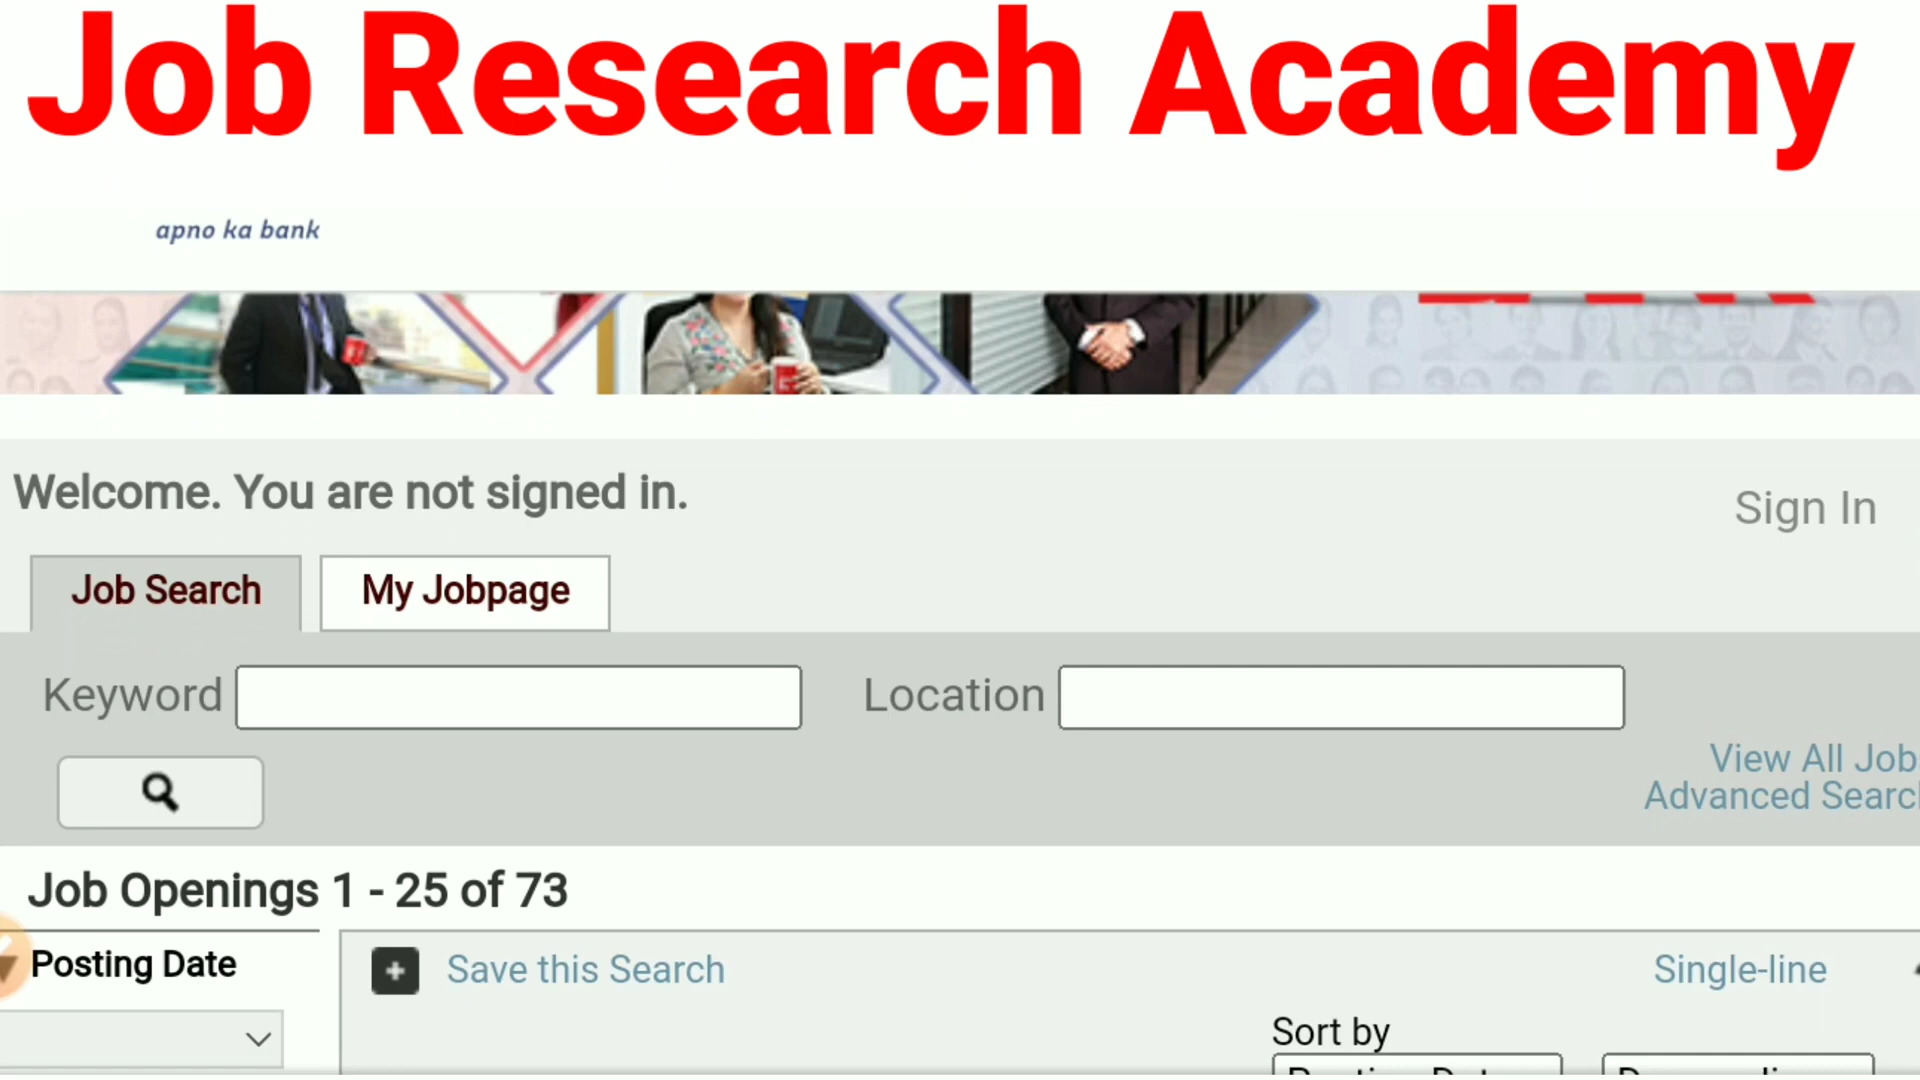 Job Research Academy
apno ka bank
Welcome. You are not signed in.
Sign In
Job Search
My Jobpage
Keyword
Location
View All
Advanced
Job Openings 1 - 25 of 73
Posting Date
Save this Search
Single-line
Sort by